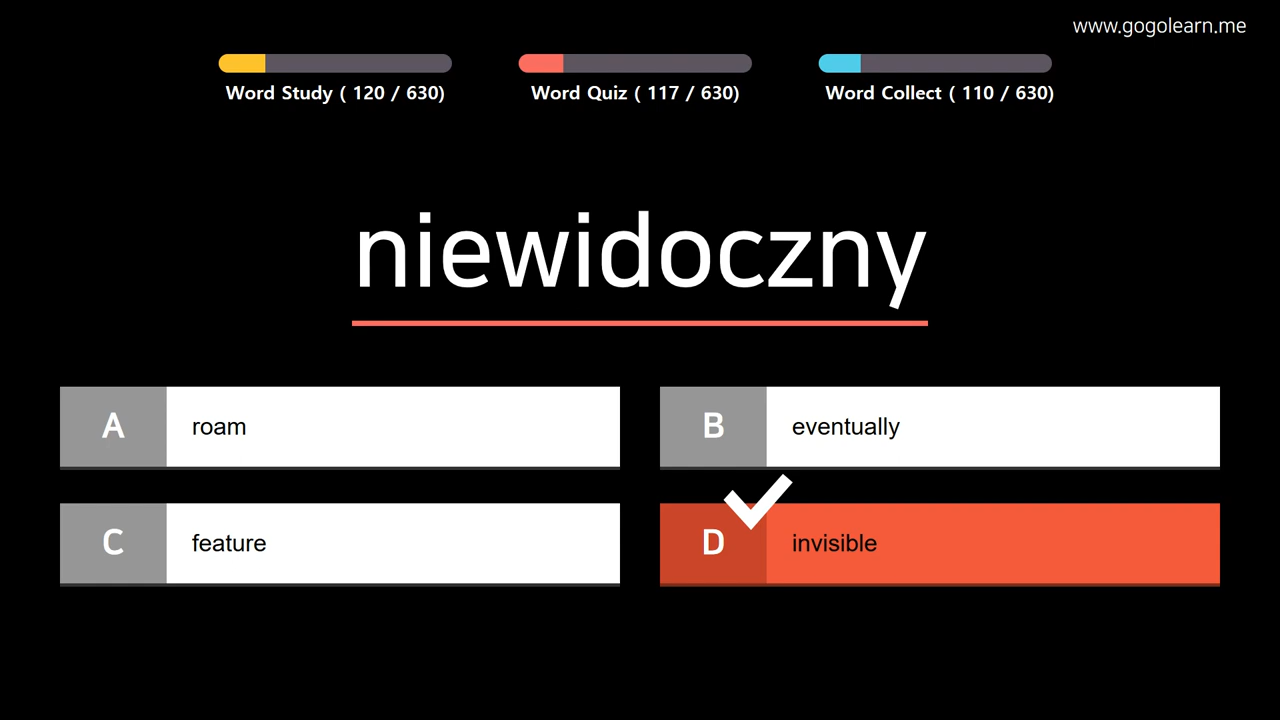 www.gogolearn.me
Word Study ( 120 / 630)
Word Quiz ( 117 / 630)
Word Collect ( 110 / 630)
niewidoczny
A roam
B eventually
C feature
D invisible